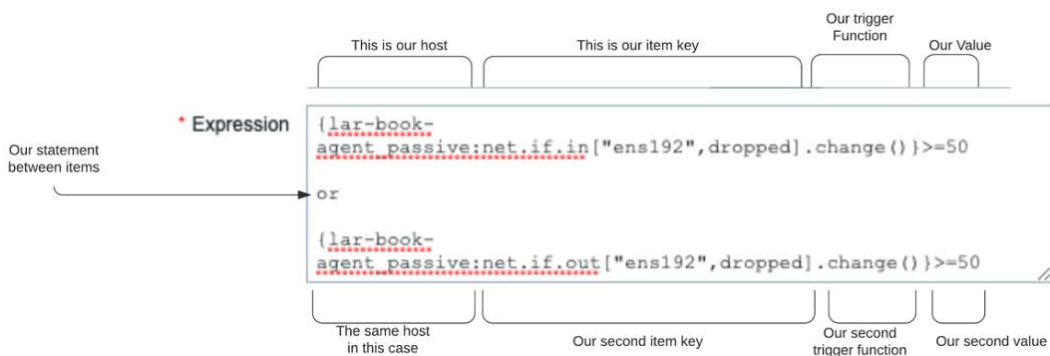 Our trigger
Function
This is our host
This is our item key
Our Value
* Expression
{lar-book-
agent_passive:net.if.in["ens192",dropped].change()}>=50
Our statement
between items
or
{lar-book-
agent_passive:net.if.out["ens192",dropped].change()}>=50
The same host
in this case
Our second item key
Our second
trigger function
Our second value